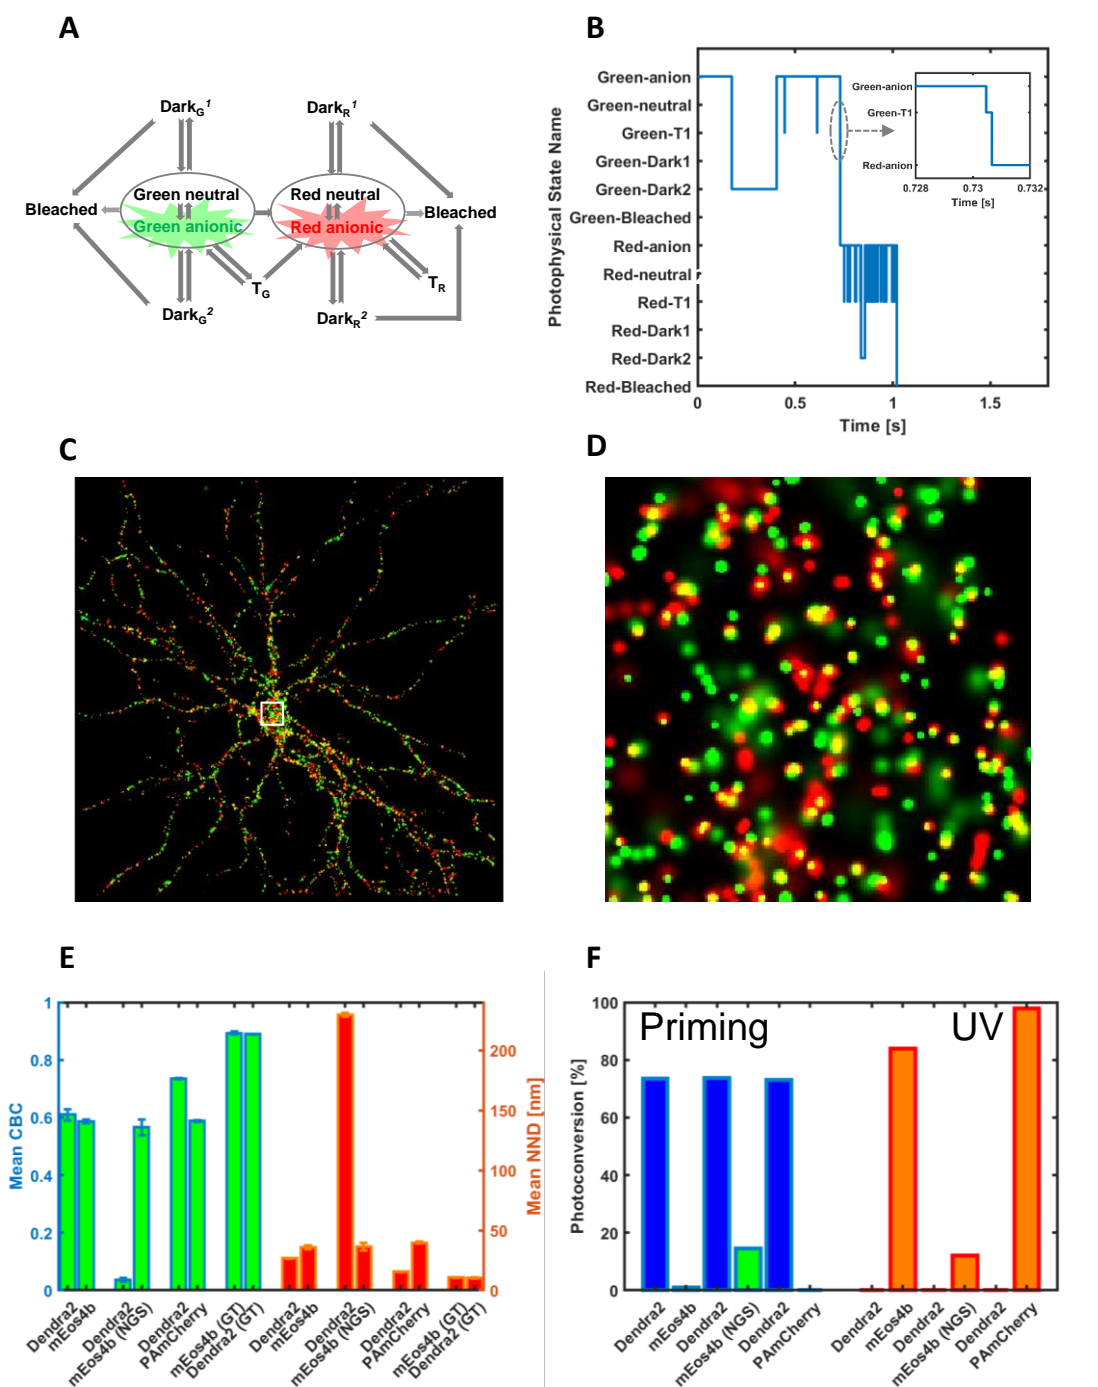 A
Dark_G^1
Dark_R^1
Green neutral
Red neutral
Bleached
Bleached
Green anionic
Red anionic
T_G
T_R
Dark_G^2
Dark_R^2
B
Photophysical State Name
Green-anion
Green-neutral
Green-T1
Green-Dark1
Green-Dark2
Green-Bleached
Red-anion
Red-neutral
Red-T1
Red-Dark1
Red-Dark2
Red-Bleached
0 0.5 1 1.5
Time [s]
Green-anion
Green-T1
Red-anion
0.728 0.73 0.732
Time [s]
C
D
E
Mean CBC
1
0.8
0.6
0.4
0.2
0
Mean NND [nm]
200
150
100
50
0
Dendra2
mEos4b
Dendra2
mEos4b (NGS)
Dendra2
PAmCherry
mEos4b (GT)
Dendra2 (GT)
Dendra2
mEos4b
Dendra2
mEos4b (NGS)
Dendra2
PAmCherry
mEos4b (GT)
Dendra2 (GT)
F
Priming
UV
Photoconversion [%]
100
80
60
40
20
0
Dendra2
mEos4b
Dendra2
mEos4b (NGS)
Dendra2
PAmCherry
Dendra2
mEos4b
Dendra2
mEos4b (NGS)
Dendra2
PAmCherry